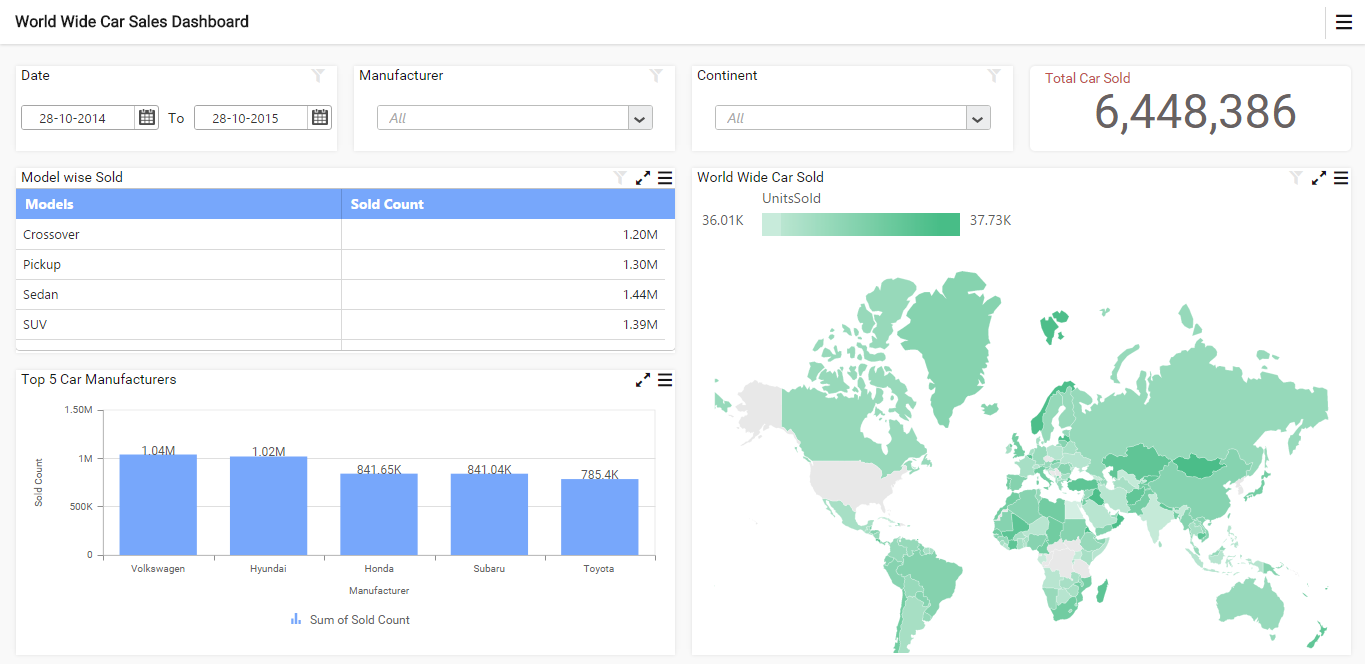 World Wide Car Sales Dashboard
Date
28-10-2014 To 28-10-2015
Manufacturer
All
Continent
All
Total Car Sold
6,448,386
Model wise Sold
Models Sold Count
Crossover 1.20M
Pickup 1.30M
Sedan 1.44M
SUV 1.39M
World Wide Car Sold
UnitsSold
36.01K 37.73K
Top 5 Car Manufacturers
1.50M
1M
500K
0
Sold Count
1.04M 1.02M 841.65K 841.04K 785.4K
Volkswagen Hyundai Honda Subaru Toyota
Manufacturer
Sum of Sold Count